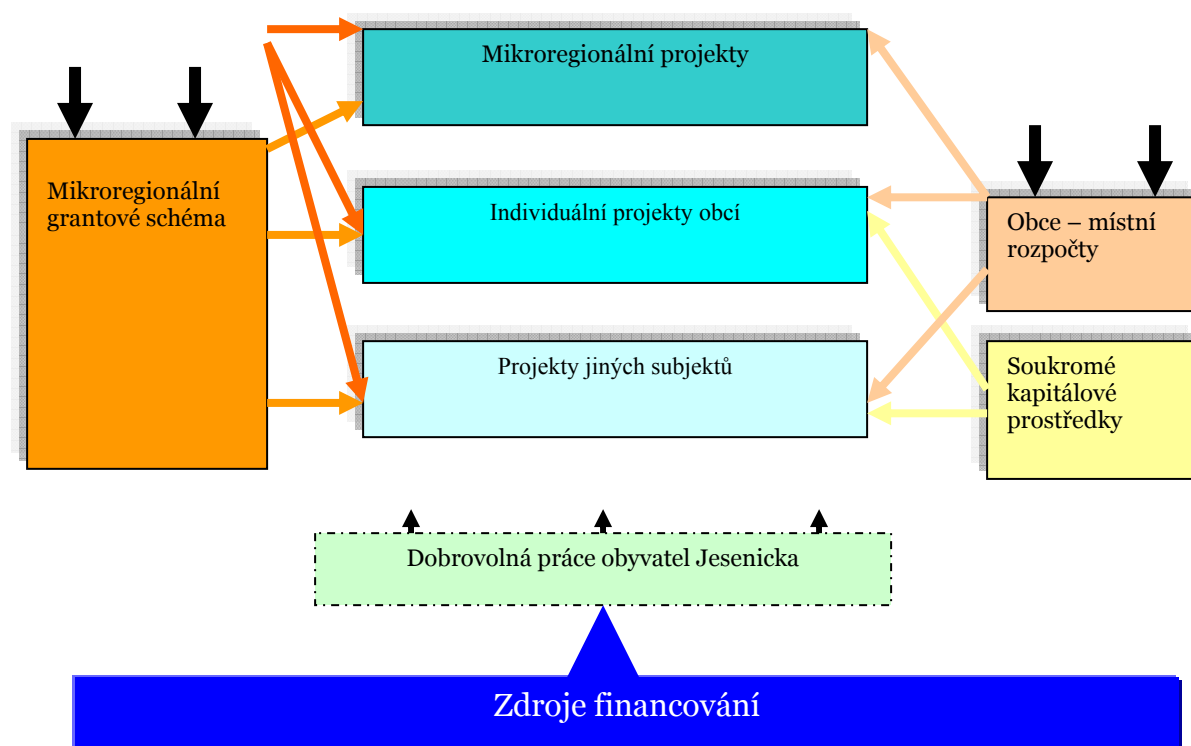 Mikroregionální projekty
Mikroregionální
grantové schéma
Individuální projekty obcí
Obce – místní
rozpočty
Projekty jiných subjektů
Soukromé
kapitálové
prostředky
Dobrovolná práce obyvatel Jesenicka
Zdroje financování